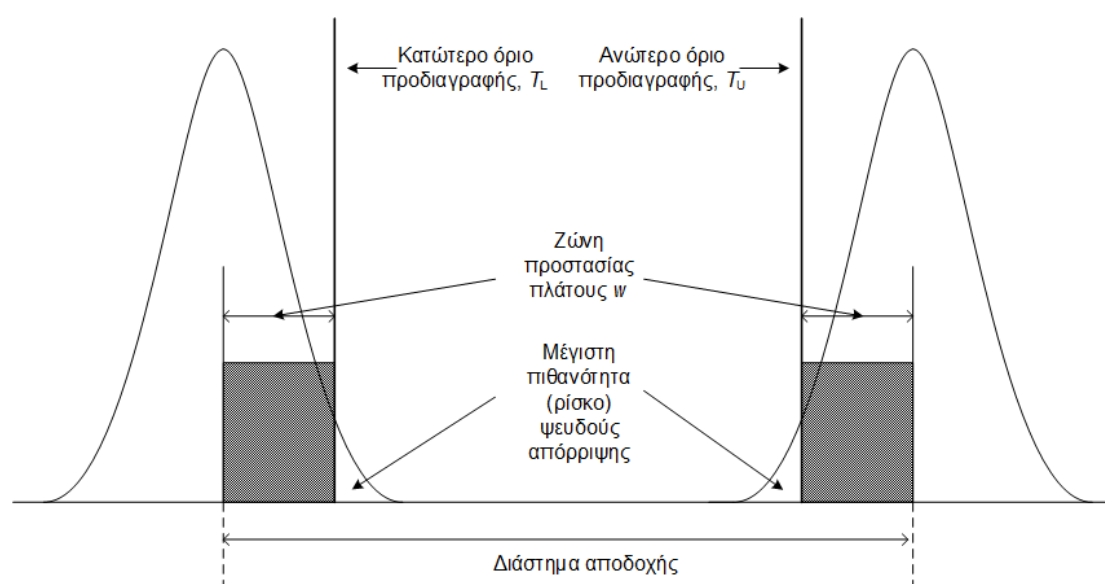 Κατώτερο όριο
προδιαγραφής, TL
Ανώτερο όριο
προδιαγραφής, TU
Ζώνη
προστασίας
πλάτους w
Μέγιστη
πιθανότητα
(ρίσκο)
ψευδούς
απόρριψης
Διάστημα αποδοχής